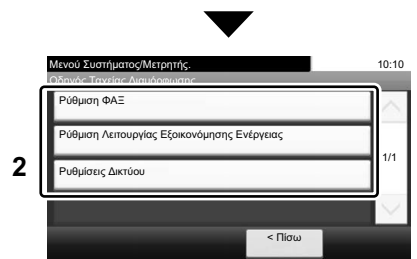 Μενού Συστήματος/Μετρητής.
10:10
Οδηγός Ταχείας Διαμόρφωσης
Ρύθμιση ΦΑΞ
Ρύθμιση Λειτουργίας Εξοικονόμησης Ενέργειας
1/1
2
Ρυθμίσεις Δικτύου
< Πίσω